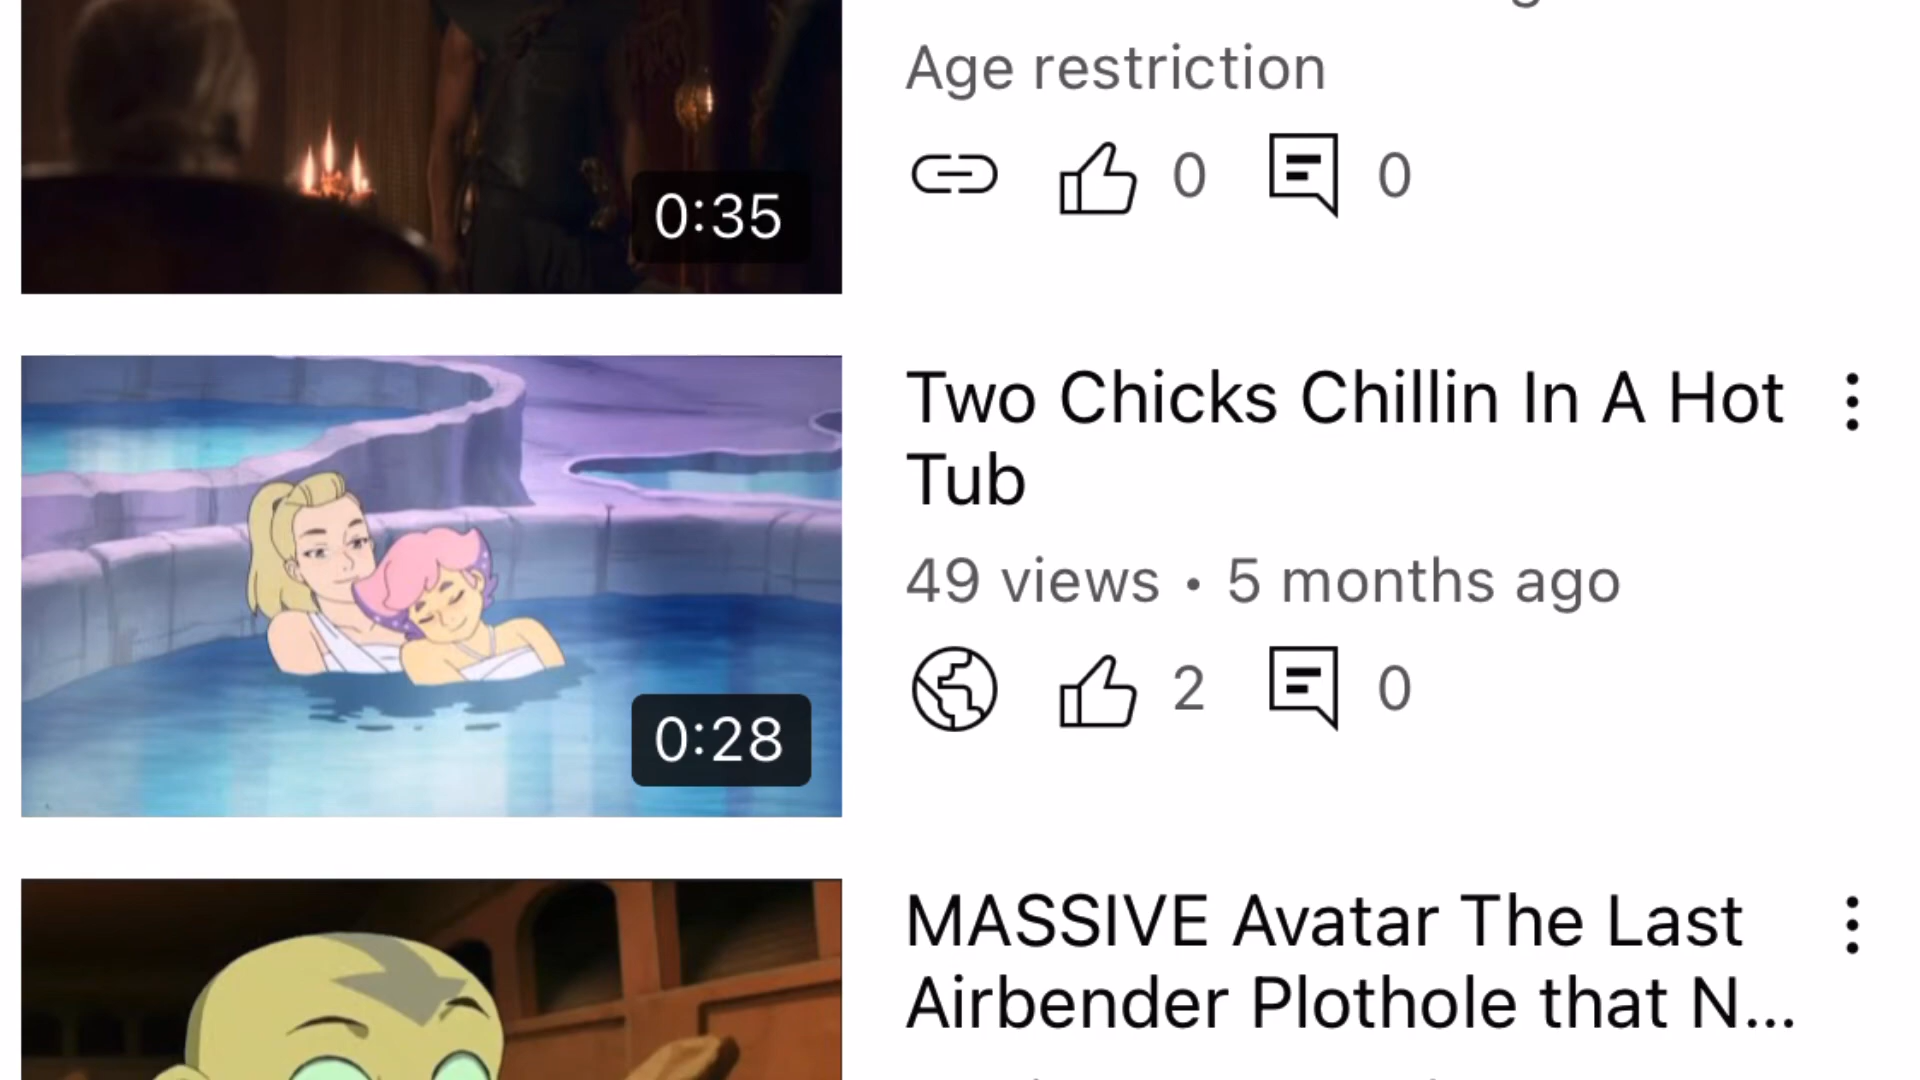 Age restriction
0:35
0
0
Two Chicks Chillin In A Hot
Tub
49 views • 5 months ago
0:28
2
0
MASSIVE Avatar The Last
Airbender Plothole that N...